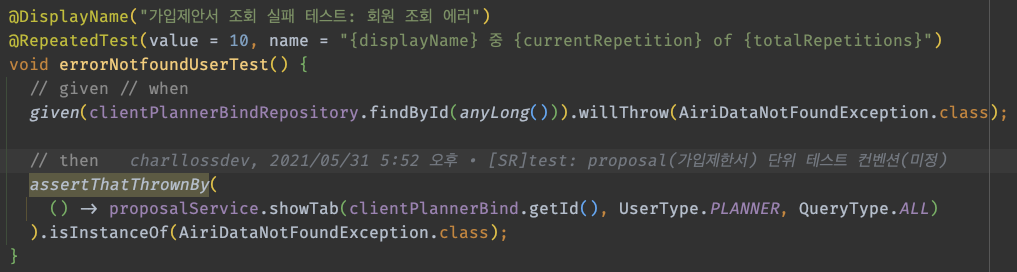 @DisplayName("가입제안서 조회 실패 테스트: 회원 조회 에러")
@RepeatedTest(value = 10, name = "{displayName} 중 {currentRepetition} of {totalRepetitions}")
void errorNotfoundUserTest() {
// given // when
given(clientPlannerBindRepository.findById(anyLong())).willThrow(AiriDataNotFoundException.class);
// then charllossdev, 2021/05/31 5:52 오후 • [SR]test: proposal(가입제한서) 단위 테스트 컨벤션(미정)
assertThatThrownBy(
() → proposalService.showTab(clientPlannerBind.getId(), UserType.PLANNER, QueryType.ALL)
).isInstanceOf(AiriDataNotFoundException.class);
}